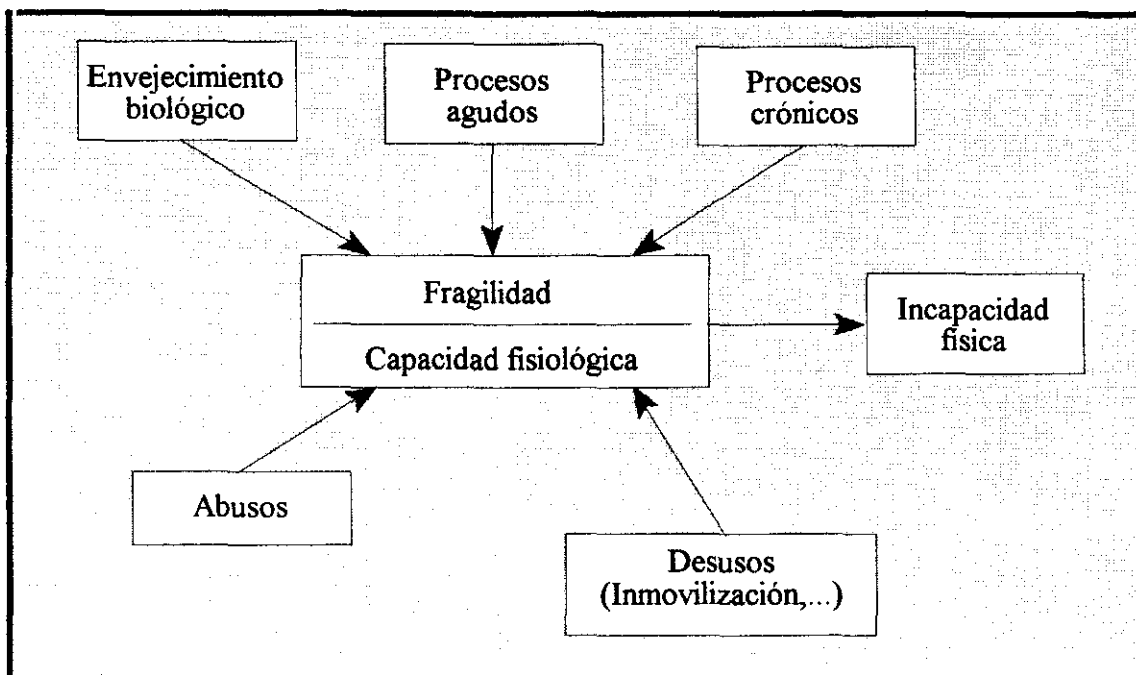 Envejecimiento
biológico
Procesos
agudos
Procesos
crónicos
Fragilidad
Capacidad fisiológica
Incapacidad
física
Abusos
Desusos
(Inmovilización,...)